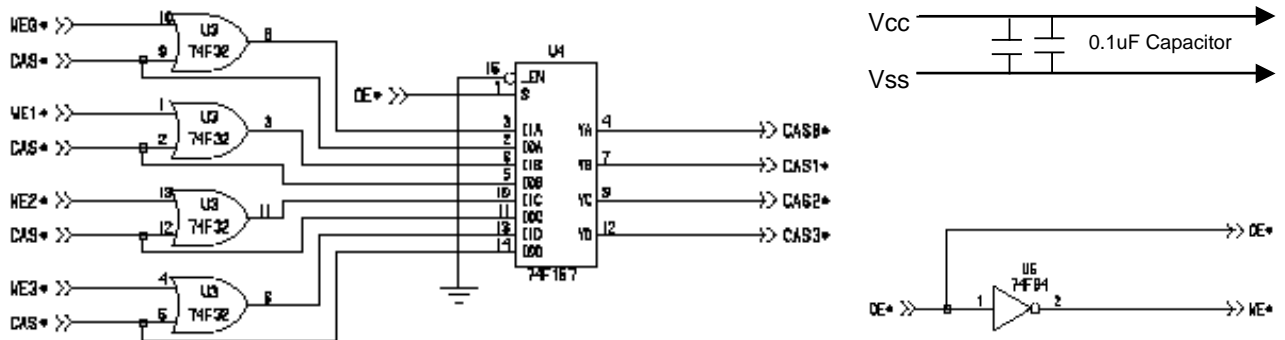 WE0* 10 U3 8
CAS* 9 74F32
WE1* 1 U3 3
CAS* 2 74F32
WE2* 13 U3 11
CAS* 12 74F32
WE3* 4 U3 6
CAS* 5 74F32
U4
15 _EN
OE* 1 S
3 I1A YA 4 CAS0*
2 I0A
6 I1B YB 7 CAS1*
5 I0B
10 I1C YC 9 CAS2*
11 I0C
13 I1D YD 12 CAS3*
14 I0D
74F157
Vcc
0.1uF Capacitor
Vss
OE*
74F04
OE* 1 2 WE*